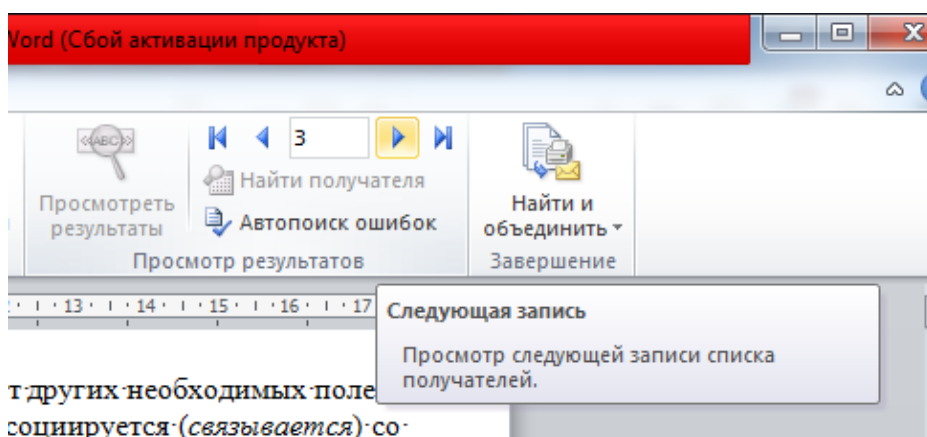 Word (Сбой активации продукта)
«ABC»
3
Найти получателя
Просмотреть
результаты
Автопоиск ошибок
Найти и
объединить
Просмотр результатов
Завершение
13 14 15 16 17
Следующая запись
Просмотр следующей записи списка
получателей.
т·других·необходимых·поле
социируется·(связывается)·со·